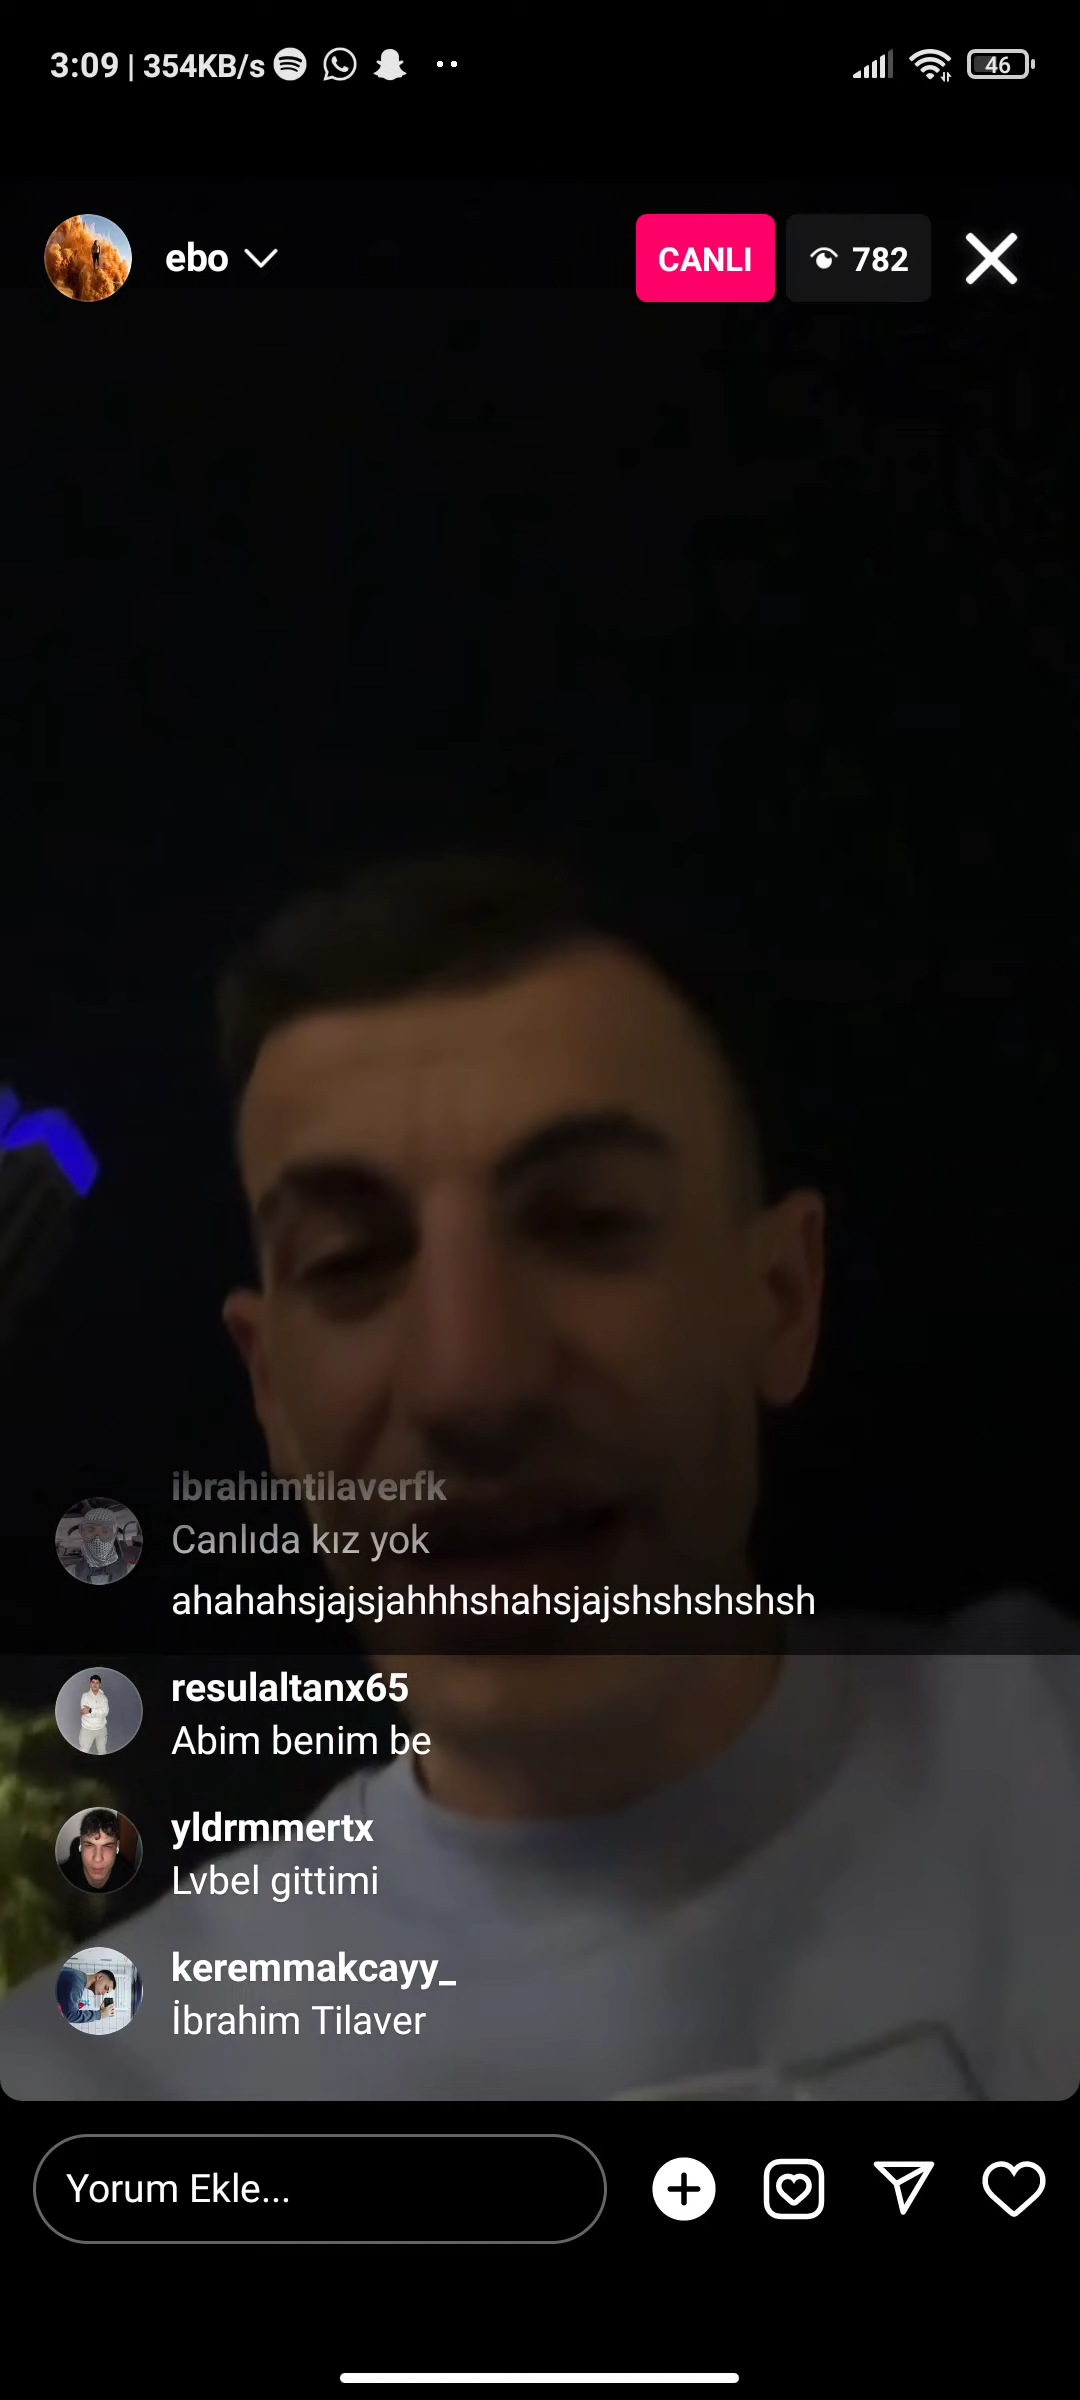 3:09 | 354KB/s
46
ebo
CANLI
782
ibrahimtilaverfk
Canlıda kız yok
ahahahsjajsjahhhshahsjajshshshshsh
resulaltanx65
Abim benim be
yldrmmertx
Lvbel gittimi
keremmakcayy_
İbrahim Tilaver
Yorum Ekle...